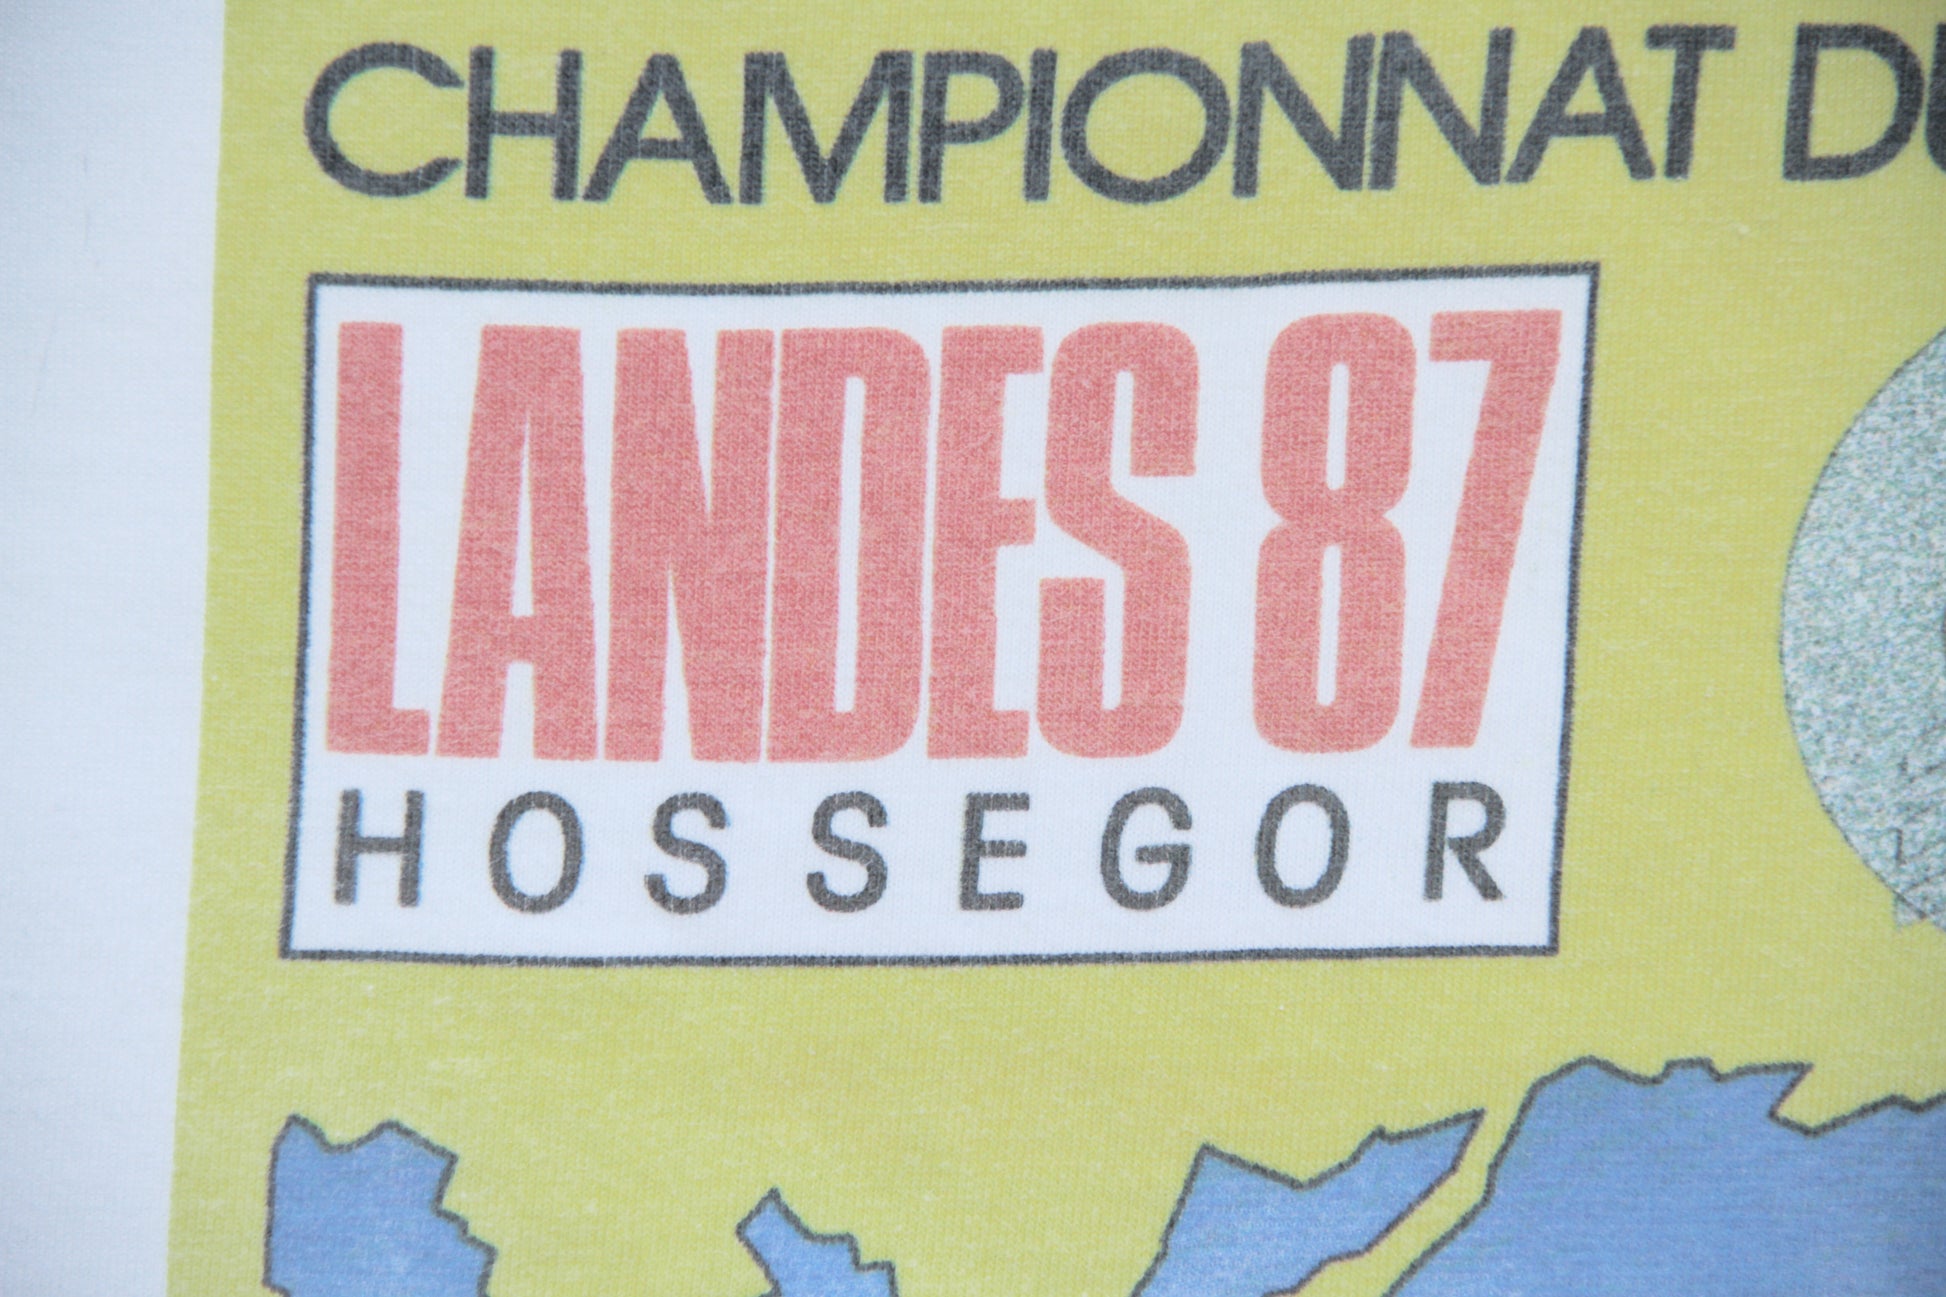 CHAMPIONNAT DU
LANDES 87
HOSSEGOR